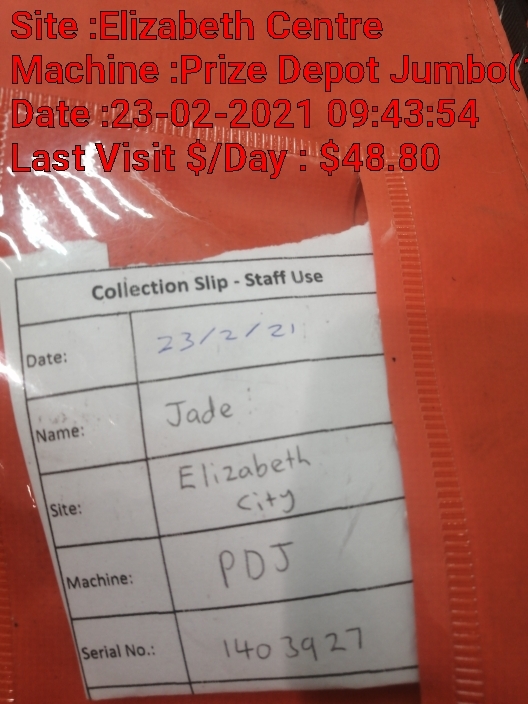 Site :Elizabeth Centre
Machine :Prize Depot Jumbo(
Date :23-02-2021 09:43:54
Last Visit $/Day : $48.80
Collection Slip - Staff Use
Date: 23/2/21
Name: Jade
Site: Elizabeth
City
Machine: PDJ
Serial No.: 1403927